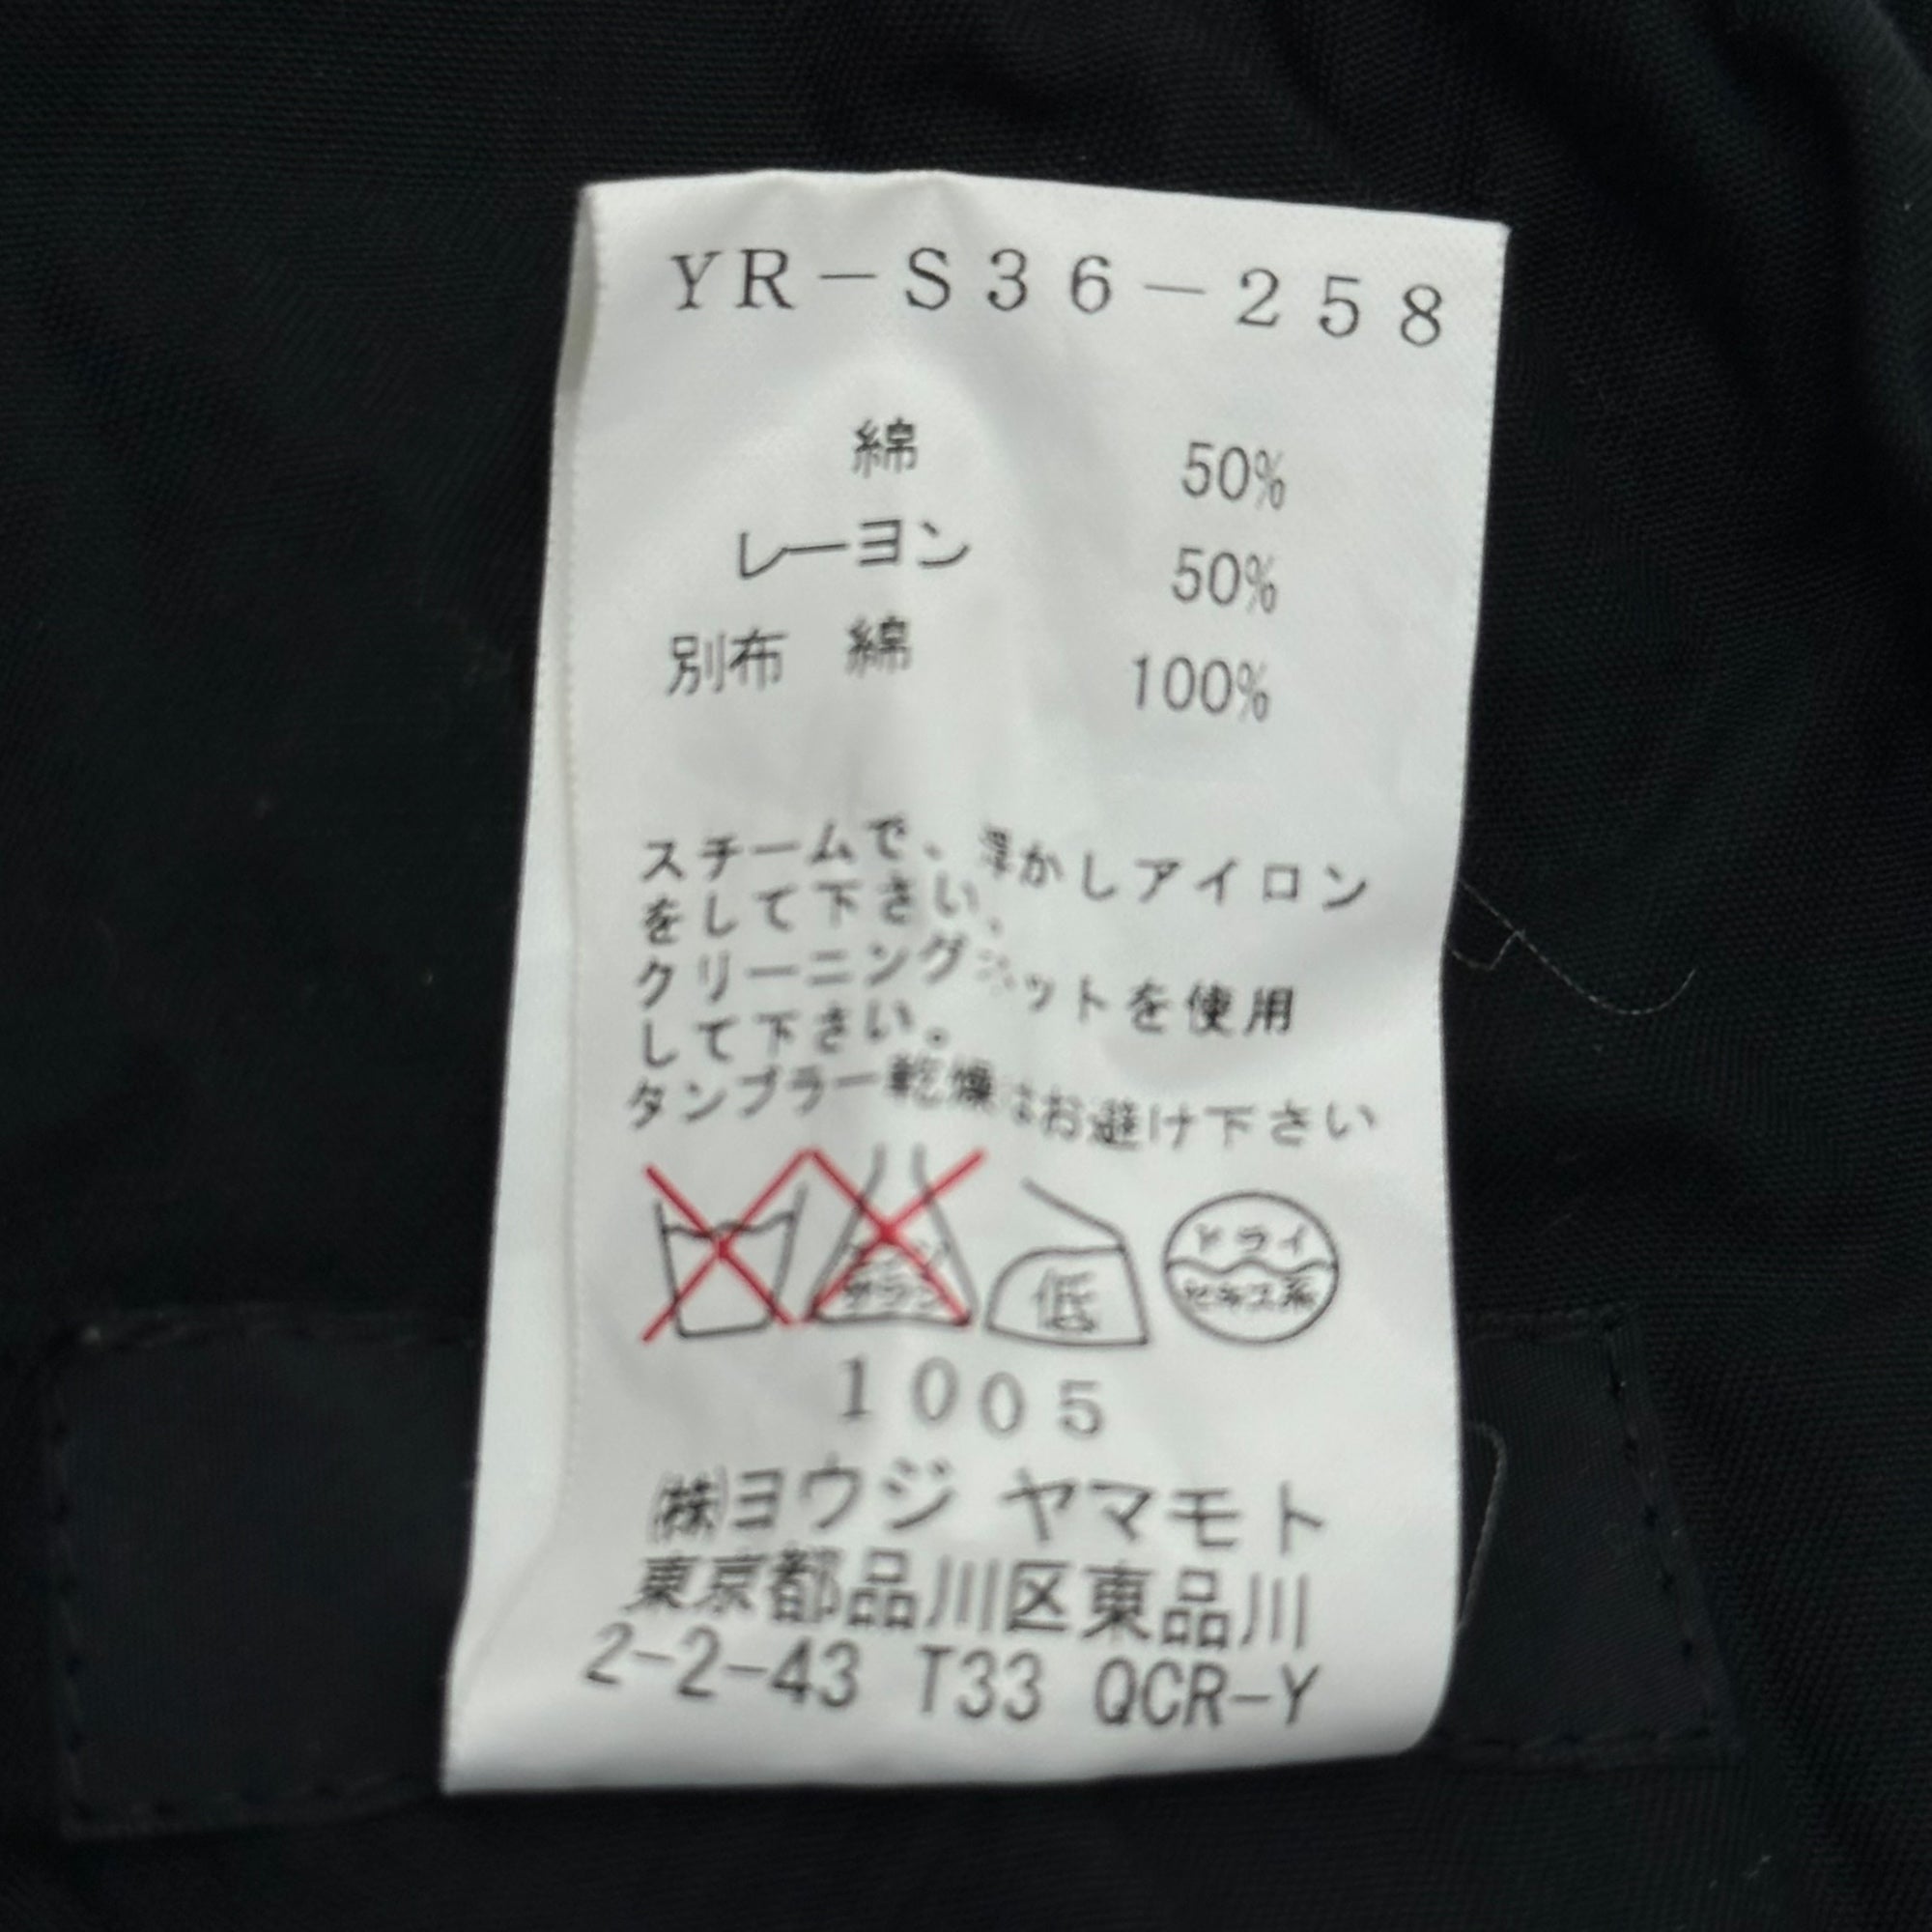 YR-S36-258
綿 50%
レーヨン 50%
別布 綿 100%
スチームで、浮かしアイロン
をして下さい、
クリーニングネットを使用
して下さい。
タンブラー乾燥はお避け下さい
低
ドライ
セキユ系
1005
㈱ヨウジ ヤマモト
東京都品川区東品川
2-2-43 T33 QCR-Y